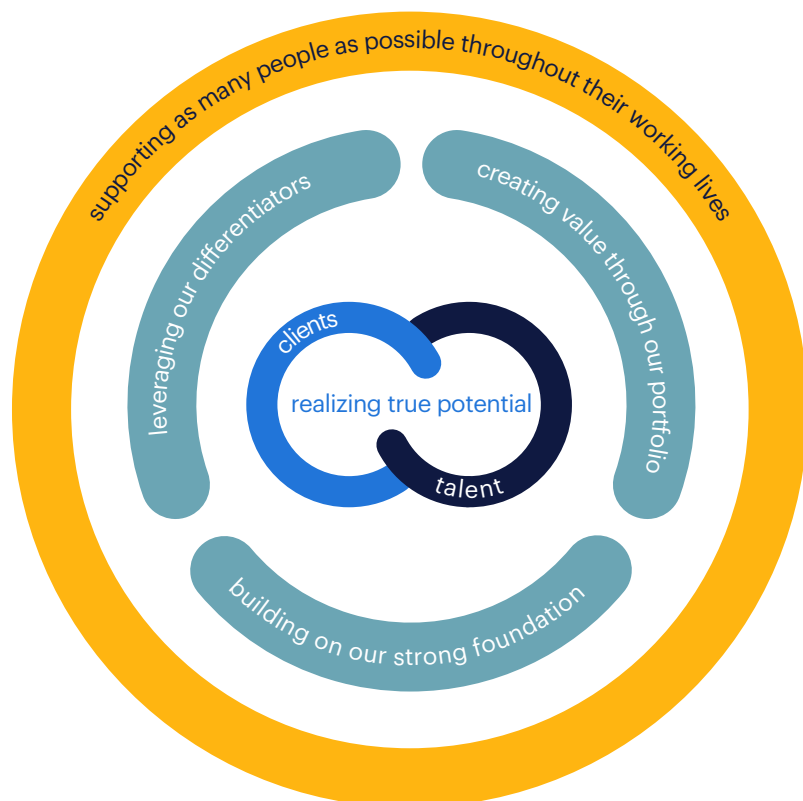 supporting as many people as possible throughout their working lives
leveraging our differentiators
creating value through our portfolio
clients
realizing true potential
talent
building on our strong foundation